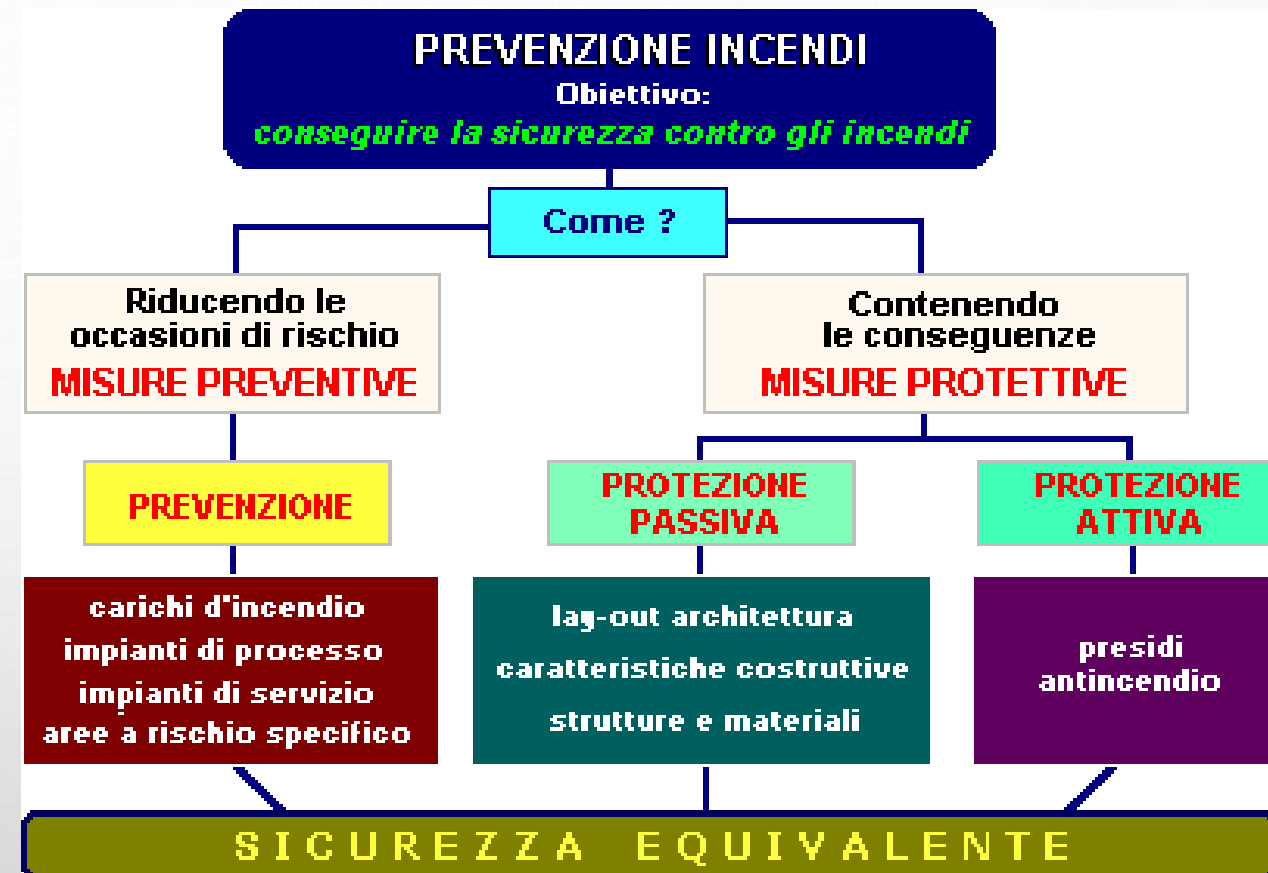 PREVENZIONE INCENDI
Obiettivo:
conseguire la sicurezza contro gli incendi
Come ?
Riducendo le
occasioni di rischio
MISURE PREVENTIVE
Contenendo
le conseguenze
MISURE PROTETTIVE
PREVENZIONE
PROTEZIONE
PASSIVA
PROTEZIONE
ATTIVA
carichi d'incendio
impianti di processo
impianti di servizio
aree a rischio specifico
lay-out architettura
caratteristiche costruttive
strutture e materiali
presidi
antincendio
SICUREZZA EQUIVALENTE